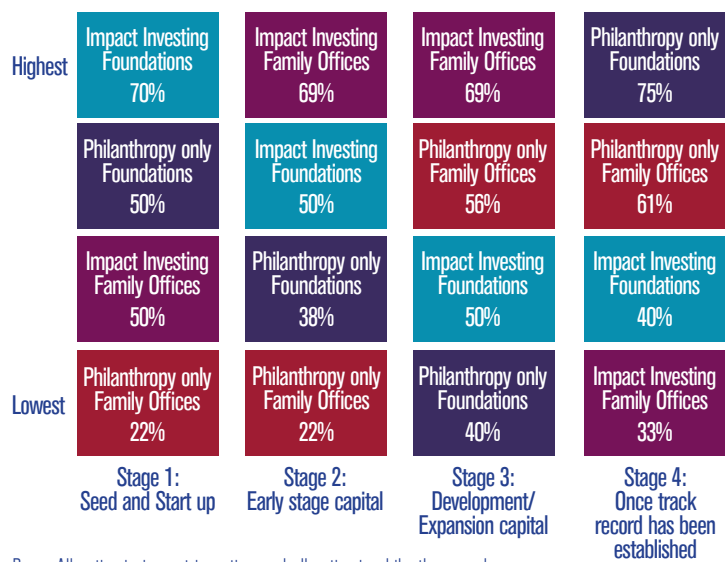 Highest
Impact Investing
Foundations
70%
Impact Investing
Family Offices
69%
Impact Investing
Family Offices
69%
Philanthropy only
Foundations
75%
Philanthropy only
Foundations
50%
Impact Investing
Foundations
50%
Philanthropy only
Family Offices
56%
Philanthropy only
Family Offices
61%
Impact Investing
Family Offices
50%
Philanthropy only
Foundations
38%
Impact Investing
Foundations
50%
Impact Investing
Foundations
40%
Lowest
Philanthropy only
Family Offices
22%
Philanthropy only
Family Offices
22%
Philanthropy only
Foundations
40%
Impact Investing
Family Offices
33%
Stage 1:
Seed and Start up
Stage 2:
Early stage capital
Stage 3:
Development/
Expansion capital
Stage 4:
Once track
record has been
established